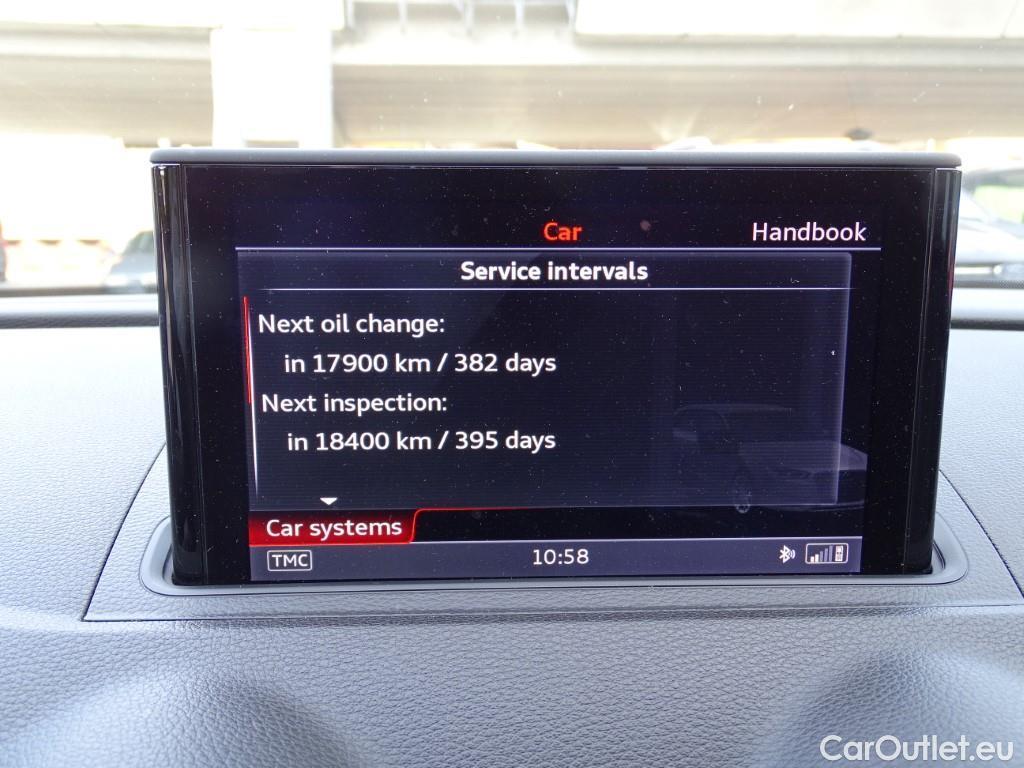 Car
Handbook
Service intervals
Next oil change:
in 17900 km / 382 days
Next inspection:
in 18400 km / 395 days
Car systems
TMC
10:58
CarOutlet.eu